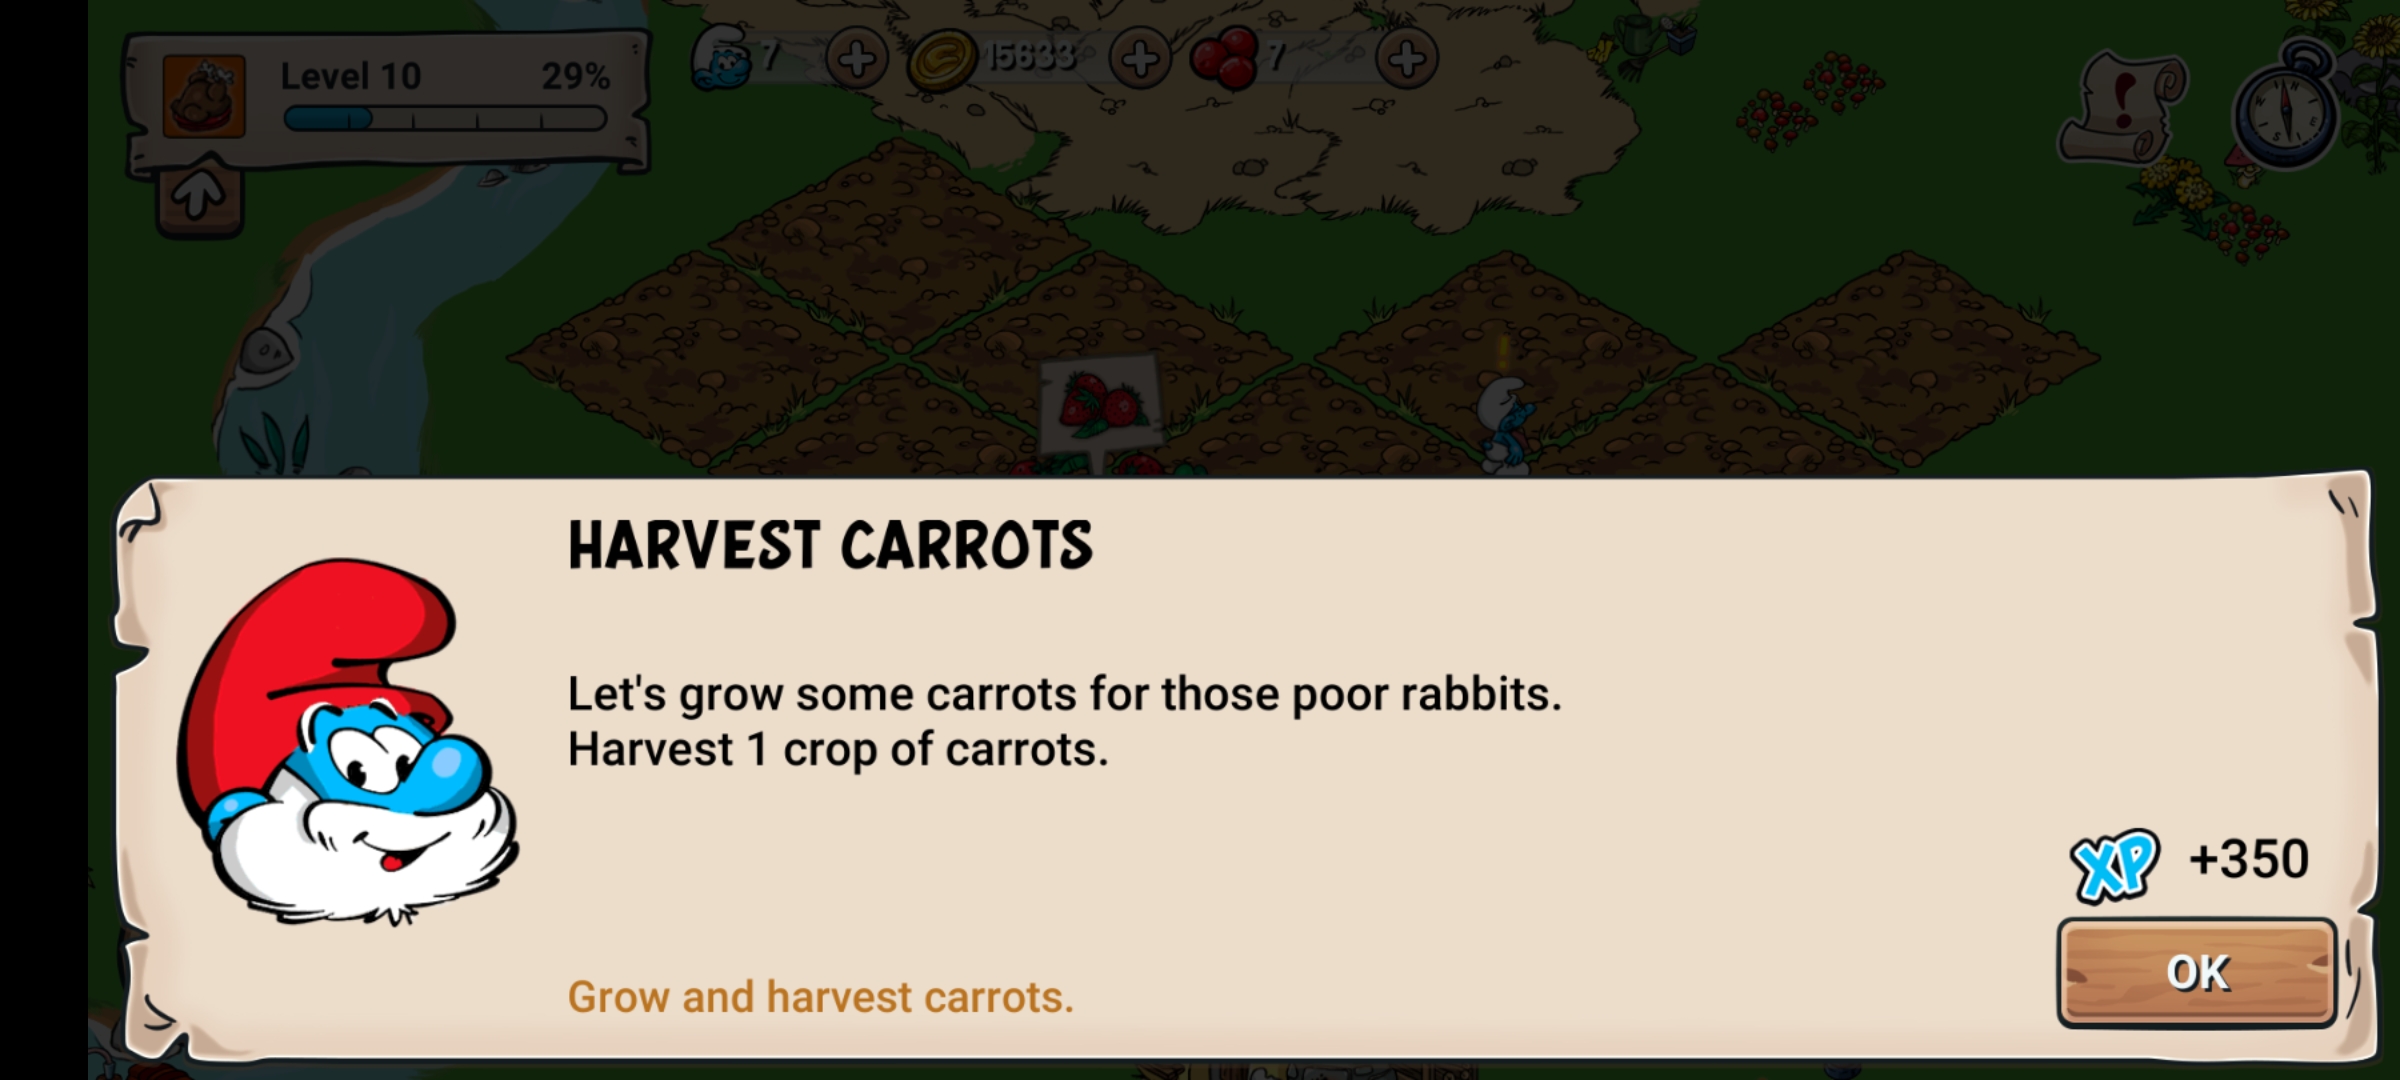 Level 10 29%
7
15633
7
HARVEST CARROTS
Let's grow some carrots for those poor rabbits.
Harvest 1 crop of carrots.
XP +350
OK
Grow and harvest carrots.